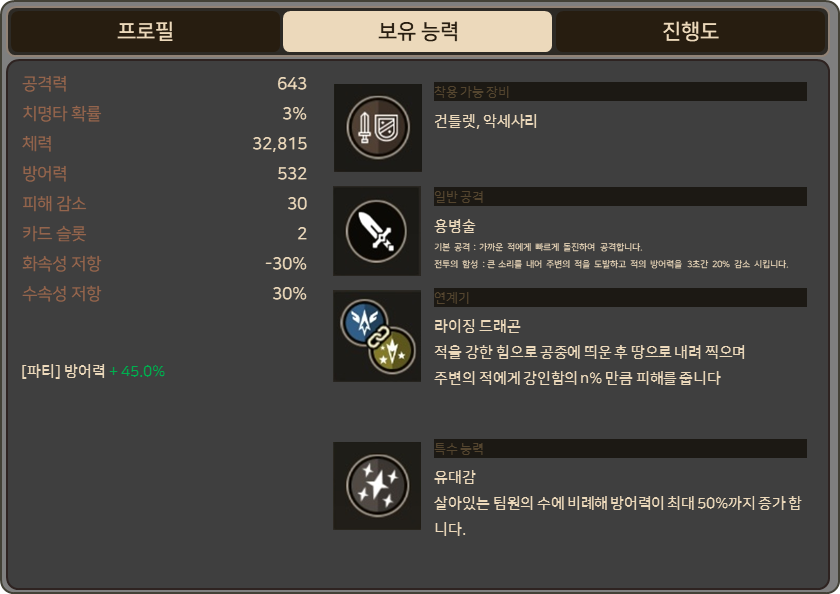 프로필
보유 능력
진행도
공격력 643
치명타 확률 3%
체력 32,815
방어력 532
피해 감소 30
카드 슬롯 2
화속성 저항 -30%
수속성 저항 30%
[파티] 방어력 + 45.0%
착용 가능 장비
건틀렛, 악세사리
일반 공격
용병술
기본 공격 : 가까운 적에게 빠르게 돌진하여 공격합니다.
전투의 함성 : 큰 소리를 내어 주변의 적을 도발하고 적의 방어력을 3초간 20% 감소 시킵니다.
연계기
라이징 드래곤
적을 강한 힘으로 공중에 띄운 후 땅으로 내려 찍으며
주변의 적에게 강인함의 n% 만큼 피해를 줍니다
특수 능력
유대감
살아있는 팀원의 수에 비례해 방어력이 최대 50%까지 증가 합
니다.